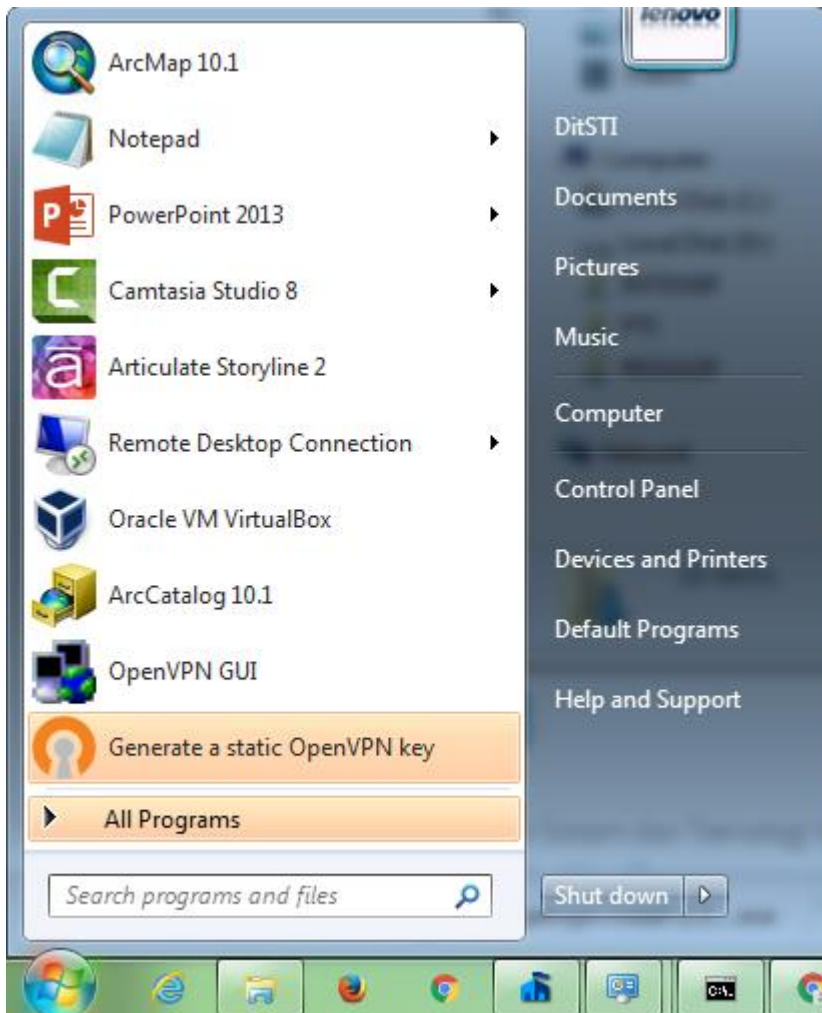 lenovo
ArcMap 10.1
Notepad
PowerPoint 2013
Camtasia Studio 8
Articulate Storyline 2
Remote Desktop Connection
Oracle VM VirtualBox
ArcCatalog 10.1
OpenVPN GUI
Generate a static OpenVPN key
All Programs
Search programs and files
DitSTI
Documents
Pictures
Music
Computer
Control Panel
Devices and Printers
Default Programs
Help and Support
Shut down
C:\.